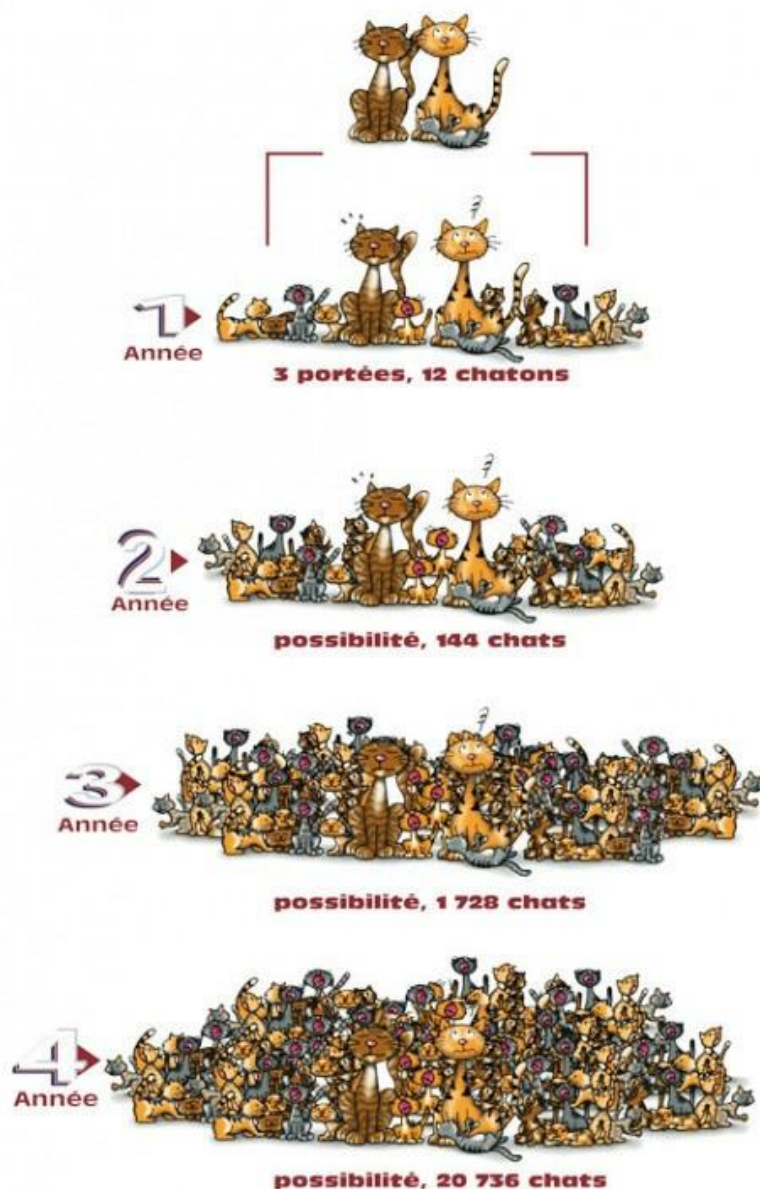 1
Année
3 portées, 12 chatons
2
Année
possibilité, 144 chats
3
Année
possibilité, 1 728 chats
4
Année
possibilité, 20 736 chats